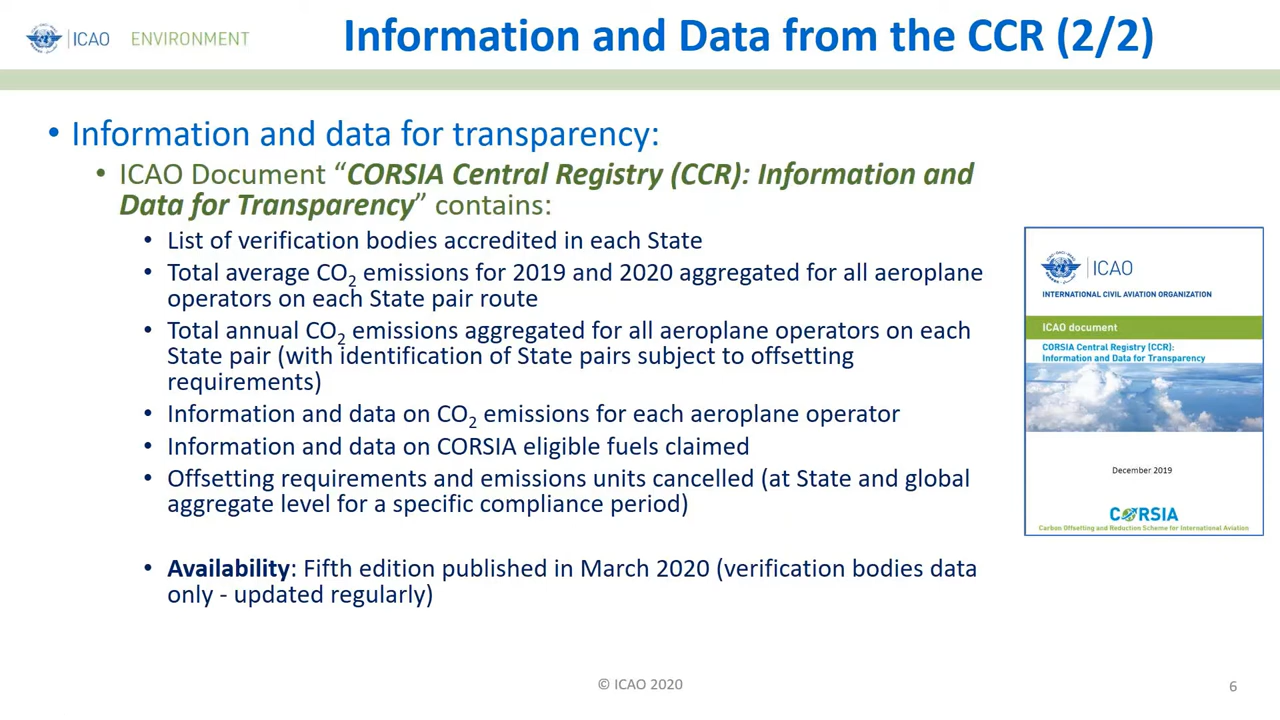 ICAO ENVIRONMENT
Information and Data from the CCR (2/2)
• Information and data for transparency:
• ICAO Document “CORSIA Central Registry (CCR): Information and
Data for Transparency” contains:
• List of verification bodies accredited in each State
• Total average CO2 emissions for 2019 and 2020 aggregated for all aeroplane
operators on each State pair route
• Total annual CO2 emissions aggregated for all aeroplane operators on each
State pair (with identification of State pairs subject to offsetting
requirements)
• Information and data on CO2 emissions for each aeroplane operator
• Information and data on CORSIA eligible fuels claimed
• Offsetting requirements and emissions units cancelled (at State and global
aggregate level for a specific compliance period)
• Availability: Fifth edition published in March 2020 (verification bodies data
only - updated regularly)
ICAO
INTERNATIONAL CIVIL AVIATION ORGANIZATION
ICAO document
CORSIA Central Registry (CCR):
Information and Data for Transparency
December 2019
CORSIA
Carbon Offsetting and Reduction Scheme for International Aviation
© ICAO 2020
6